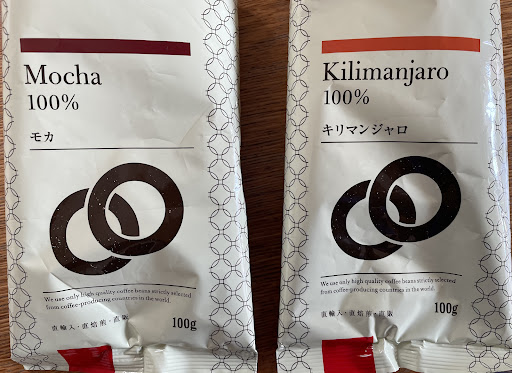 Mocha
100%
モカ
We use only high quality coffee beans strictly selected
from coffee-producing countries in the world.
直輸入・直焙煎・直販
100g
Kilimanjaro
100%
キリマンジャロ
We use only high quality coffee beans strictly selected
from coffee-producing countries in the world.
直輸入・直焙煎・直販
100g